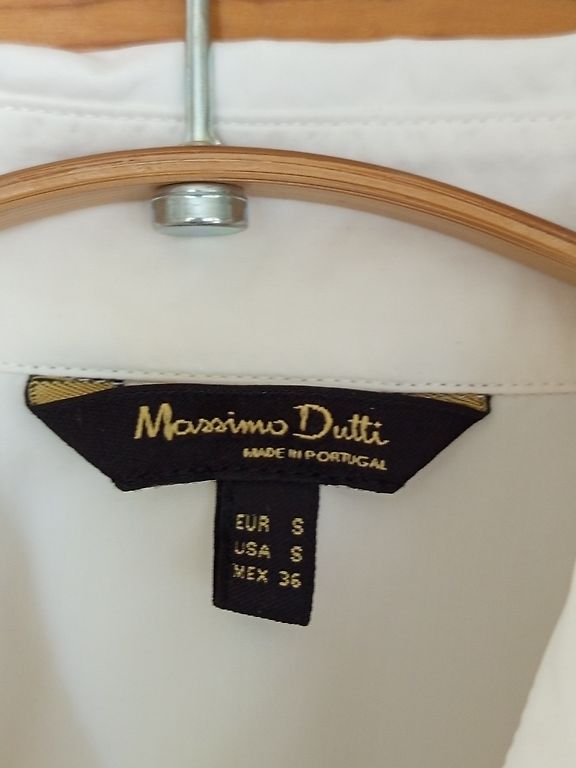 Massimo Dutti
MADE IN PORTUGAL
EUR S
USA S
MEX 36